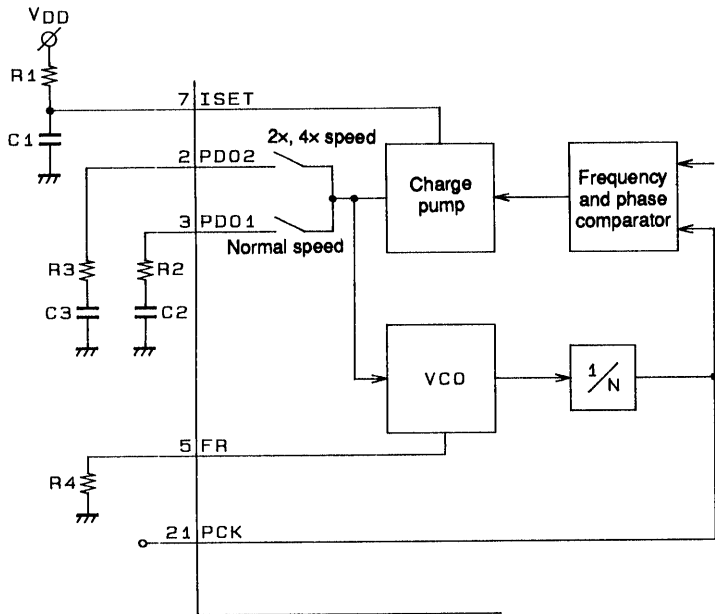 VDD
R1
7 ISET
C1
2x, 4x speed
2 PDO2
Charge pump
Frequency and phase comparator
3 PDO1
Normal speed
R3
R2
C3
C2
VCO
1/N
5 FR
R4
21 PCK